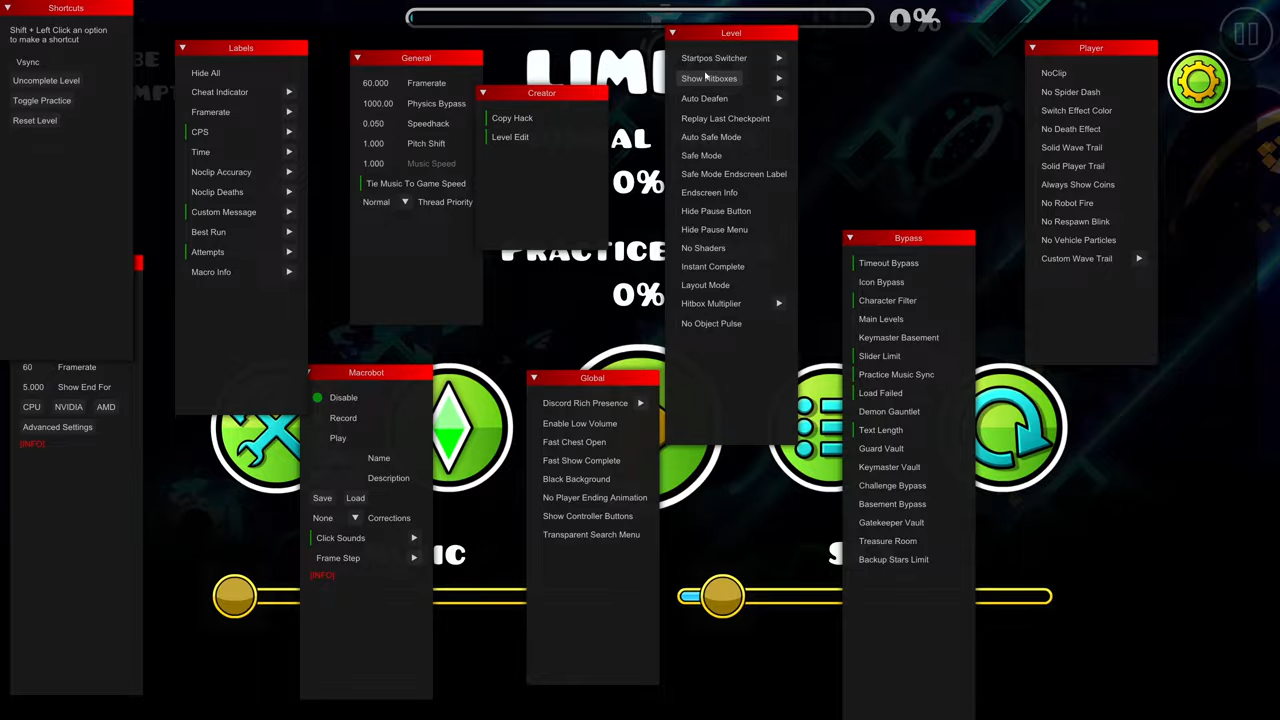 Shortcuts
Shift + Left Click an option
to make a shortcut
Vsync
Uncomplete Level
Toggle Practice
Reset Level
60 Framerate
5.000 Show End For
CPU NVIDIA AMD
Advanced Settings
[INFO]
Labels
Hide All
Cheat Indicator
Framerate
CPS
Time
Noclip Accuracy
Noclip Deaths
Custom Message
Best Run
Attempts
Macro Info
General
60.000 Framerate
1000.00 Physics Bypass
0.050 Speedhack
1.000 Pitch Shift
1.000 Music Speed
Tie Music To Game Speed
Normal Thread Priority
Creator
Copy Hack
Level Edit
Macrobot
Disable
Record
Play
Name
Description
Save Load
None Corrections
Click Sounds
Frame Step
[INFO]
Global
Discord Rich Presence
Enable Low Volume
Fast Chest Open
Fast Show Complete
Black Background
No Player Ending Animation
Show Controller Buttons
Transparent Search Menu
Level
Startpos Switcher
Show Hitboxes
Auto Deafen
Replay Last Checkpoint
Auto Safe Mode
Safe Mode
Safe Mode Endscreen Label
Endscreen Info
Hide Pause Button
Hide Pause Menu
No Shaders
Instant Complete
Layout Mode
Hitbox Multiplier
No Object Pulse
Bypass
Timeout Bypass
Icon Bypass
Character Filter
Main Levels
Keymaster Basement
Slider Limit
Practice Music Sync
Load Failed
Demon Gauntlet
Text Length
Guard Vault
Keymaster Vault
Challenge Bypass
Basement Bypass
Gatekeeper Vault
Treasure Room
Backup Stars Limit
Player
NoClip
No Spider Dash
Switch Effect Color
No Death Effect
Solid Wave Trail
Solid Player Trail
Always Show Coins
No Robot Fire
No Respawn Blink
No Vehicle Particles
Custom Wave Trail
0%
0%
PRACTICE
0%